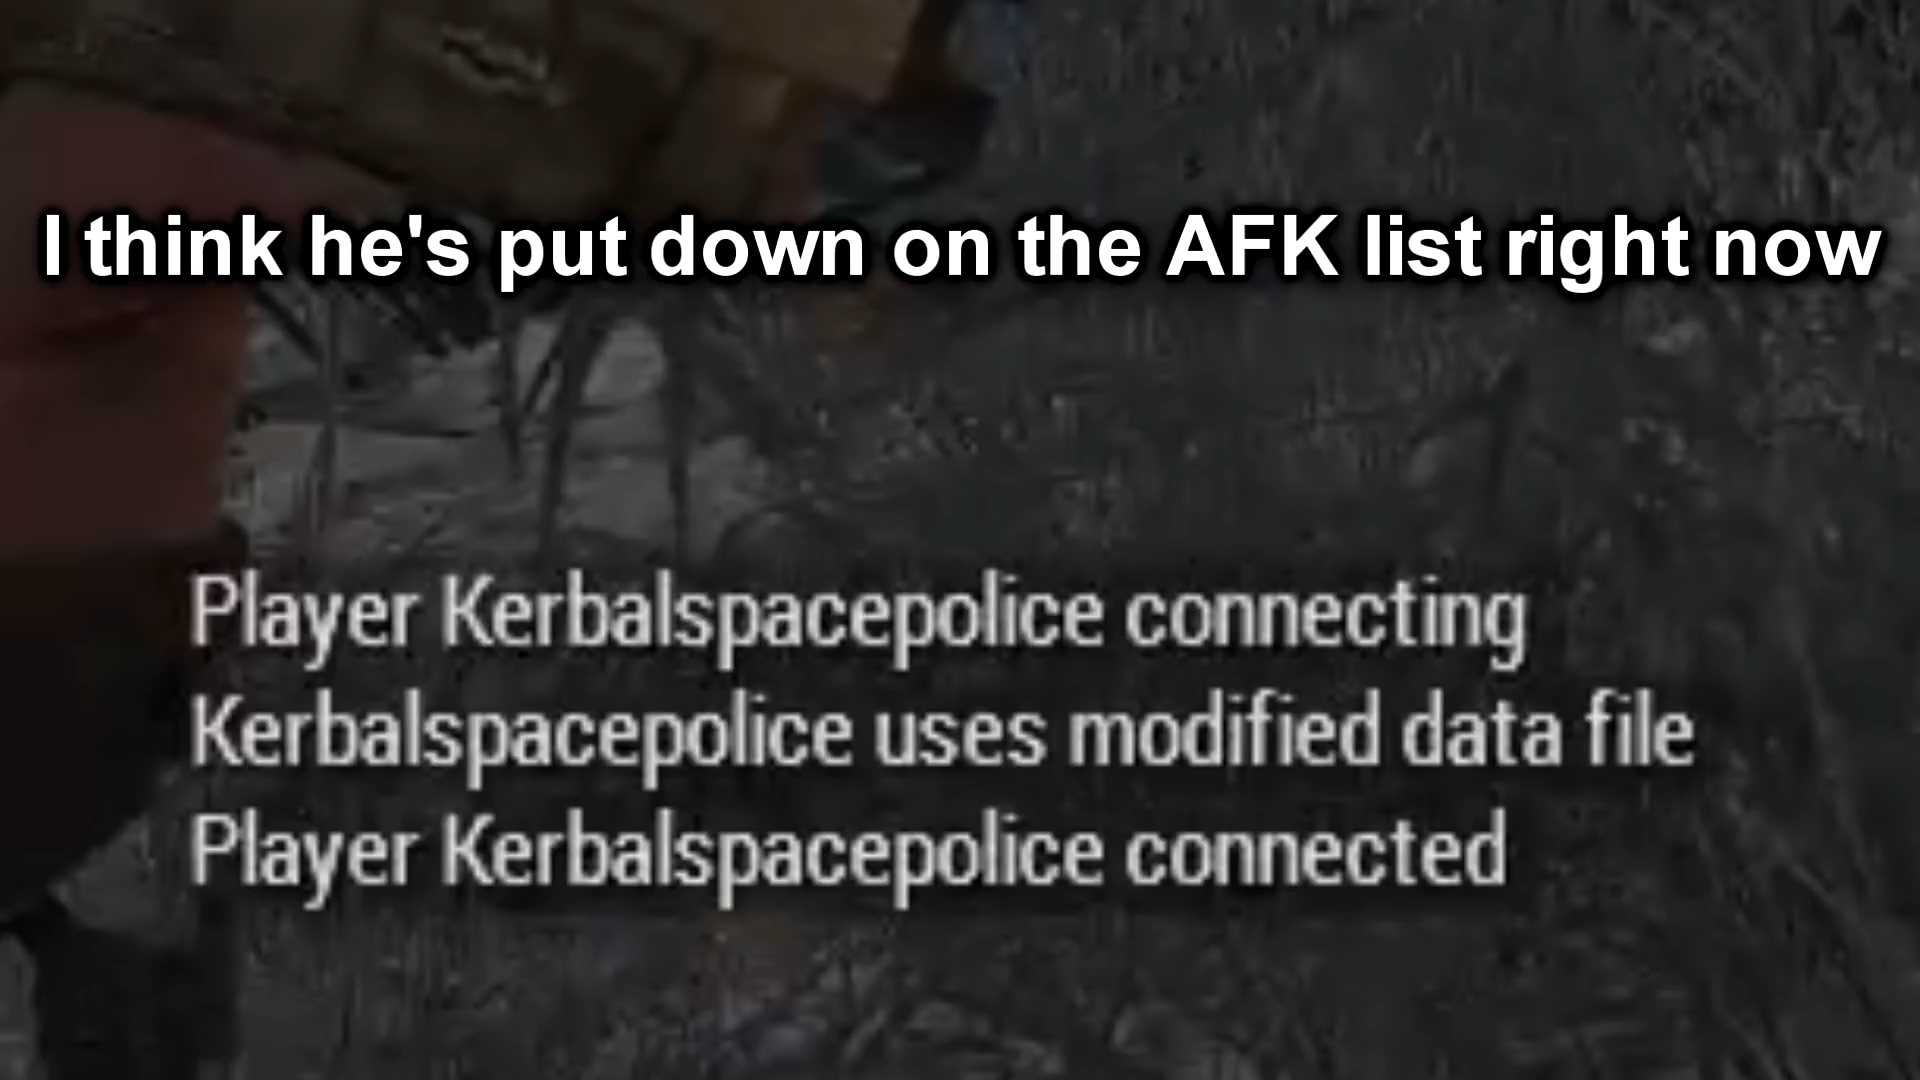 I think he's put down on the AFK list right now
Player Kerbalspacepolice connecting
Kerbalspacepolice uses modified data file
Player Kerbalspacepolice connected